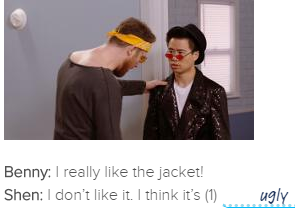 Benny: I really like the jacket!
Shen: I don't like it. I think it's (1) ugly